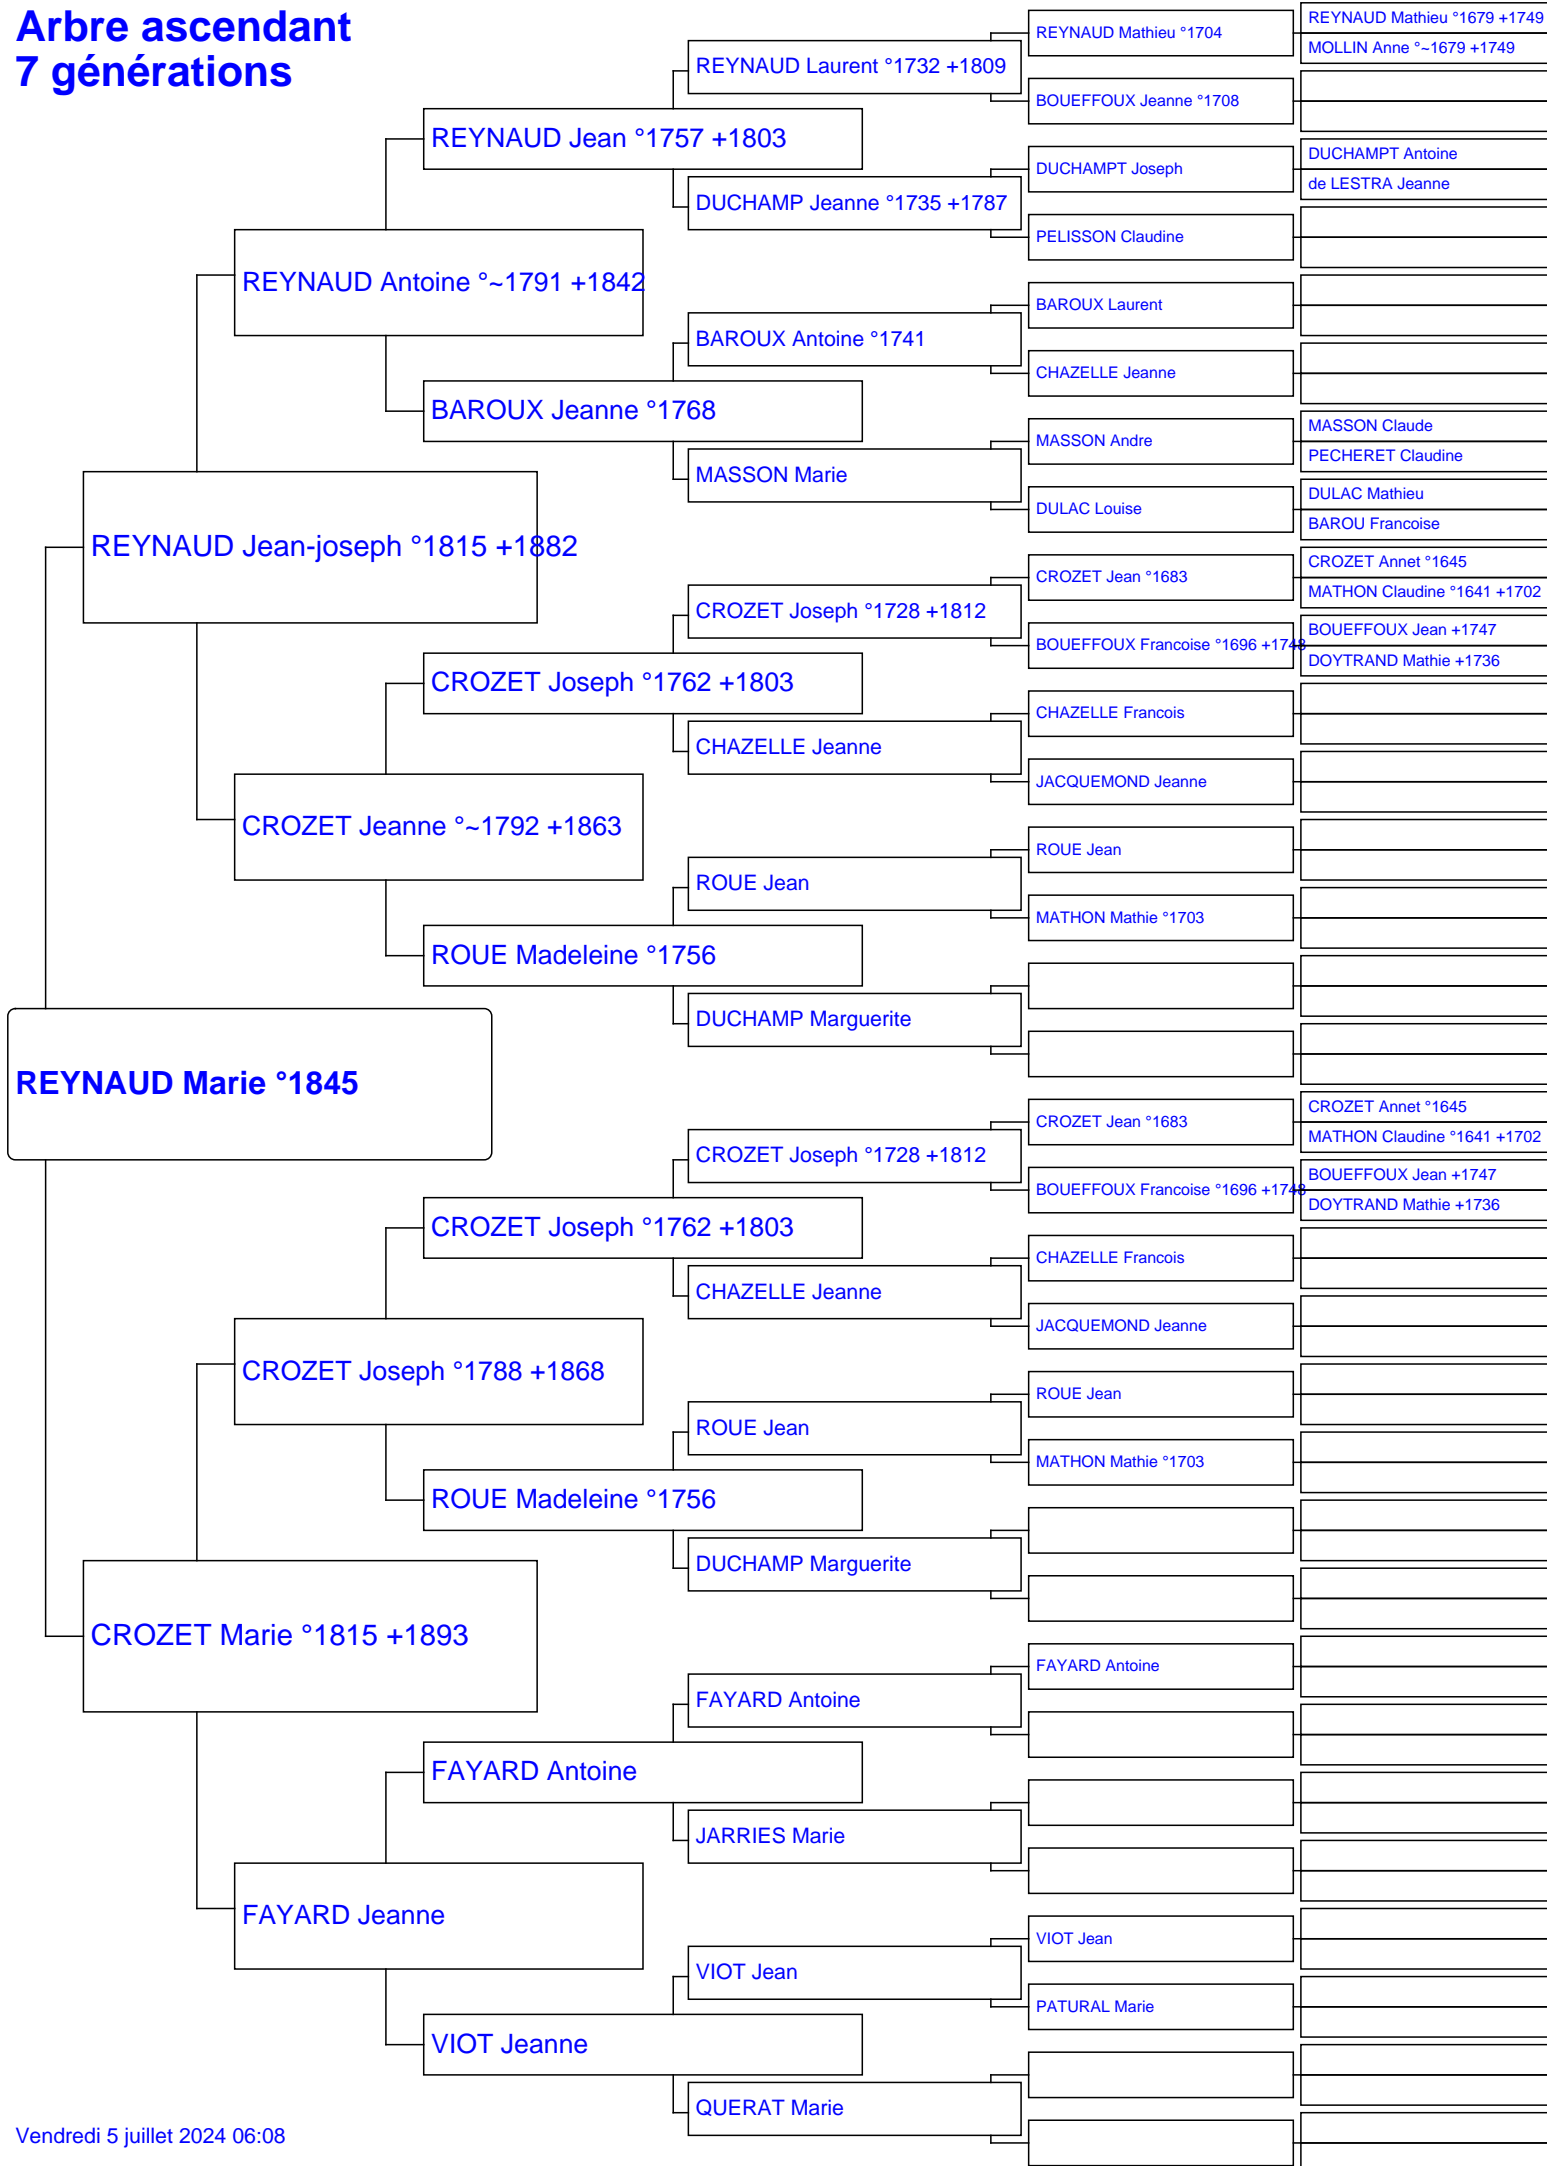 Arbre ascendant
7 générations
REYNAUD Marie °1845
REYNAUD Jean-joseph °1815 +1882
CROZET Marie °1815 +1893
REYNAUD Antoine °~1791 +1842
CROZET Jeanne °~1792 +1863
CROZET Joseph °1788 +1868
FAYARD Jeanne
REYNAUD Jean °1757 +1803
BAROUX Jeanne °1768
CROZET Joseph °1762 +1803
ROUE Madeleine °1756
CROZET Joseph °1762 +1803
ROUE Madeleine °1756
FAYARD Antoine
VIOT Jeanne
REYNAUD Laurent °1732 +1809
DUCHAMP Jeanne °1735 +1787
BAROUX Antoine °1741
MASSON Marie
CROZET Joseph °1728 +1812
CHAZELLE Jeanne
ROUE Jean
DUCHAMP Marguerite
CROZET Joseph °1728 +1812
CHAZELLE Jeanne
ROUE Jean
DUCHAMP Marguerite
FAYARD Antoine
JARRIES Marie
VIOT Jean
QUERAT Marie
REYNAUD Mathieu °1704
BOUEFFOUX Jeanne °1708
DUCHAMPT Joseph
PELISSON Claudine
BAROUX Laurent
CHAZELLE Jeanne
MASSON Andre
DULAC Louise
CROZET Jean °1683
BOUEFFOUX Francoise °1696 +1748
CHAZELLE Francois
JACQUEMOND Jeanne
ROUE Jean
MATHON Mathie °1703
CROZET Jean °1683
BOUEFFOUX Francoise °1696 +1748
CHAZELLE Francois
JACQUEMOND Jeanne
ROUE Jean
MATHON Mathie °1703
FAYARD Antoine
VIOT Jean
PATURAL Marie
REYNAUD Mathieu °1679 +1749
MOLLIN Anne °~1679 +1749
DUCHAMPT Antoine
de LESTRA Jeanne
MASSON Claude
PECHERET Claudine
DULAC Mathieu
BAROU Francoise
CROZET Annet °1645
MATHON Claudine °1641 +1702
BOUEFFOUX Jean +1747
DOYTRAND Mathie +1736
CROZET Annet °1645
MATHON Claudine °1641 +1702
BOUEFFOUX Jean +1747
DOYTRAND Mathie +1736
Vendredi 5 juillet 2024 06:08